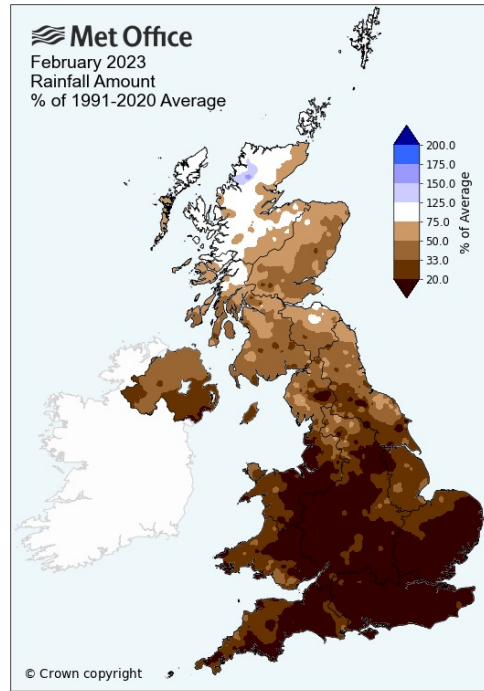 Met Office
February 2023
Rainfall Amount
% of 1991-2020 Average
200.0
175.0
150.0
125.0
75.0
50.0
33.0
20.0
% of Average
© Crown copyright